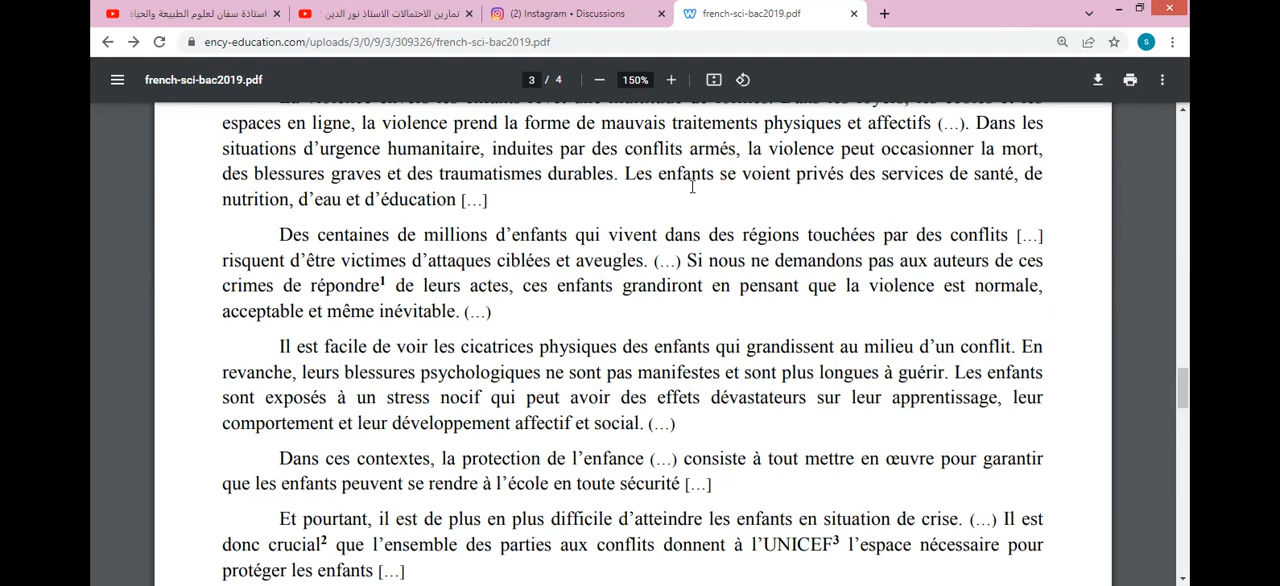 استاذة سفان لعلوم الطبيعة والحياة
تمارين الاحتمالات الاستاذ نور الدين
(2) Instagram • Discussions
french-sci-bac2019.pdf
ency-education.com/uploads/3/0/9/3/309326/french-sci-bac2019.pdf
s
french-sci-bac2019.pdf
3 / 4
150%
espaces en ligne, la violence prend la forme de mauvais traitements physiques et affectifs (…). Dans les
situations d’urgence humanitaire, induites par des conflits armés, la violence peut occasionner la mort,
des blessures graves et des traumatismes durables. Les enfants se voient privés des services de santé, de
nutrition, d’eau et d’éducation […]
Des centaines de millions d’enfants qui vivent dans des régions touchées par des conflits […]
risquent d’être victimes d’attaques ciblées et aveugles. (…) Si nous ne demandons pas aux auteurs de ces
crimes de répondre¹ de leurs actes, ces enfants grandiront en pensant que la violence est normale,
acceptable et même inévitable. (…)
Il est facile de voir les cicatrices physiques des enfants qui grandissent au milieu d’un conflit. En
revanche, leurs blessures psychologiques ne sont pas manifestes et sont plus longues à guérir. Les enfants
sont exposés à un stress nocif qui peut avoir des effets dévastateurs sur leur apprentissage, leur
comportement et leur développement affectif et social. (…)
Dans ces contextes, la protection de l’enfance (…) consiste à tout mettre en œuvre pour garantir
que les enfants peuvent se rendre à l’école en toute sécurité […]
Et pourtant, il est de plus en plus difficile d’atteindre les enfants en situation de crise. (…) Il est
donc crucial² que l’ensemble des parties aux conflits donnent à l’UNICEF³ l’espace nécessaire pour
protéger les enfants […]